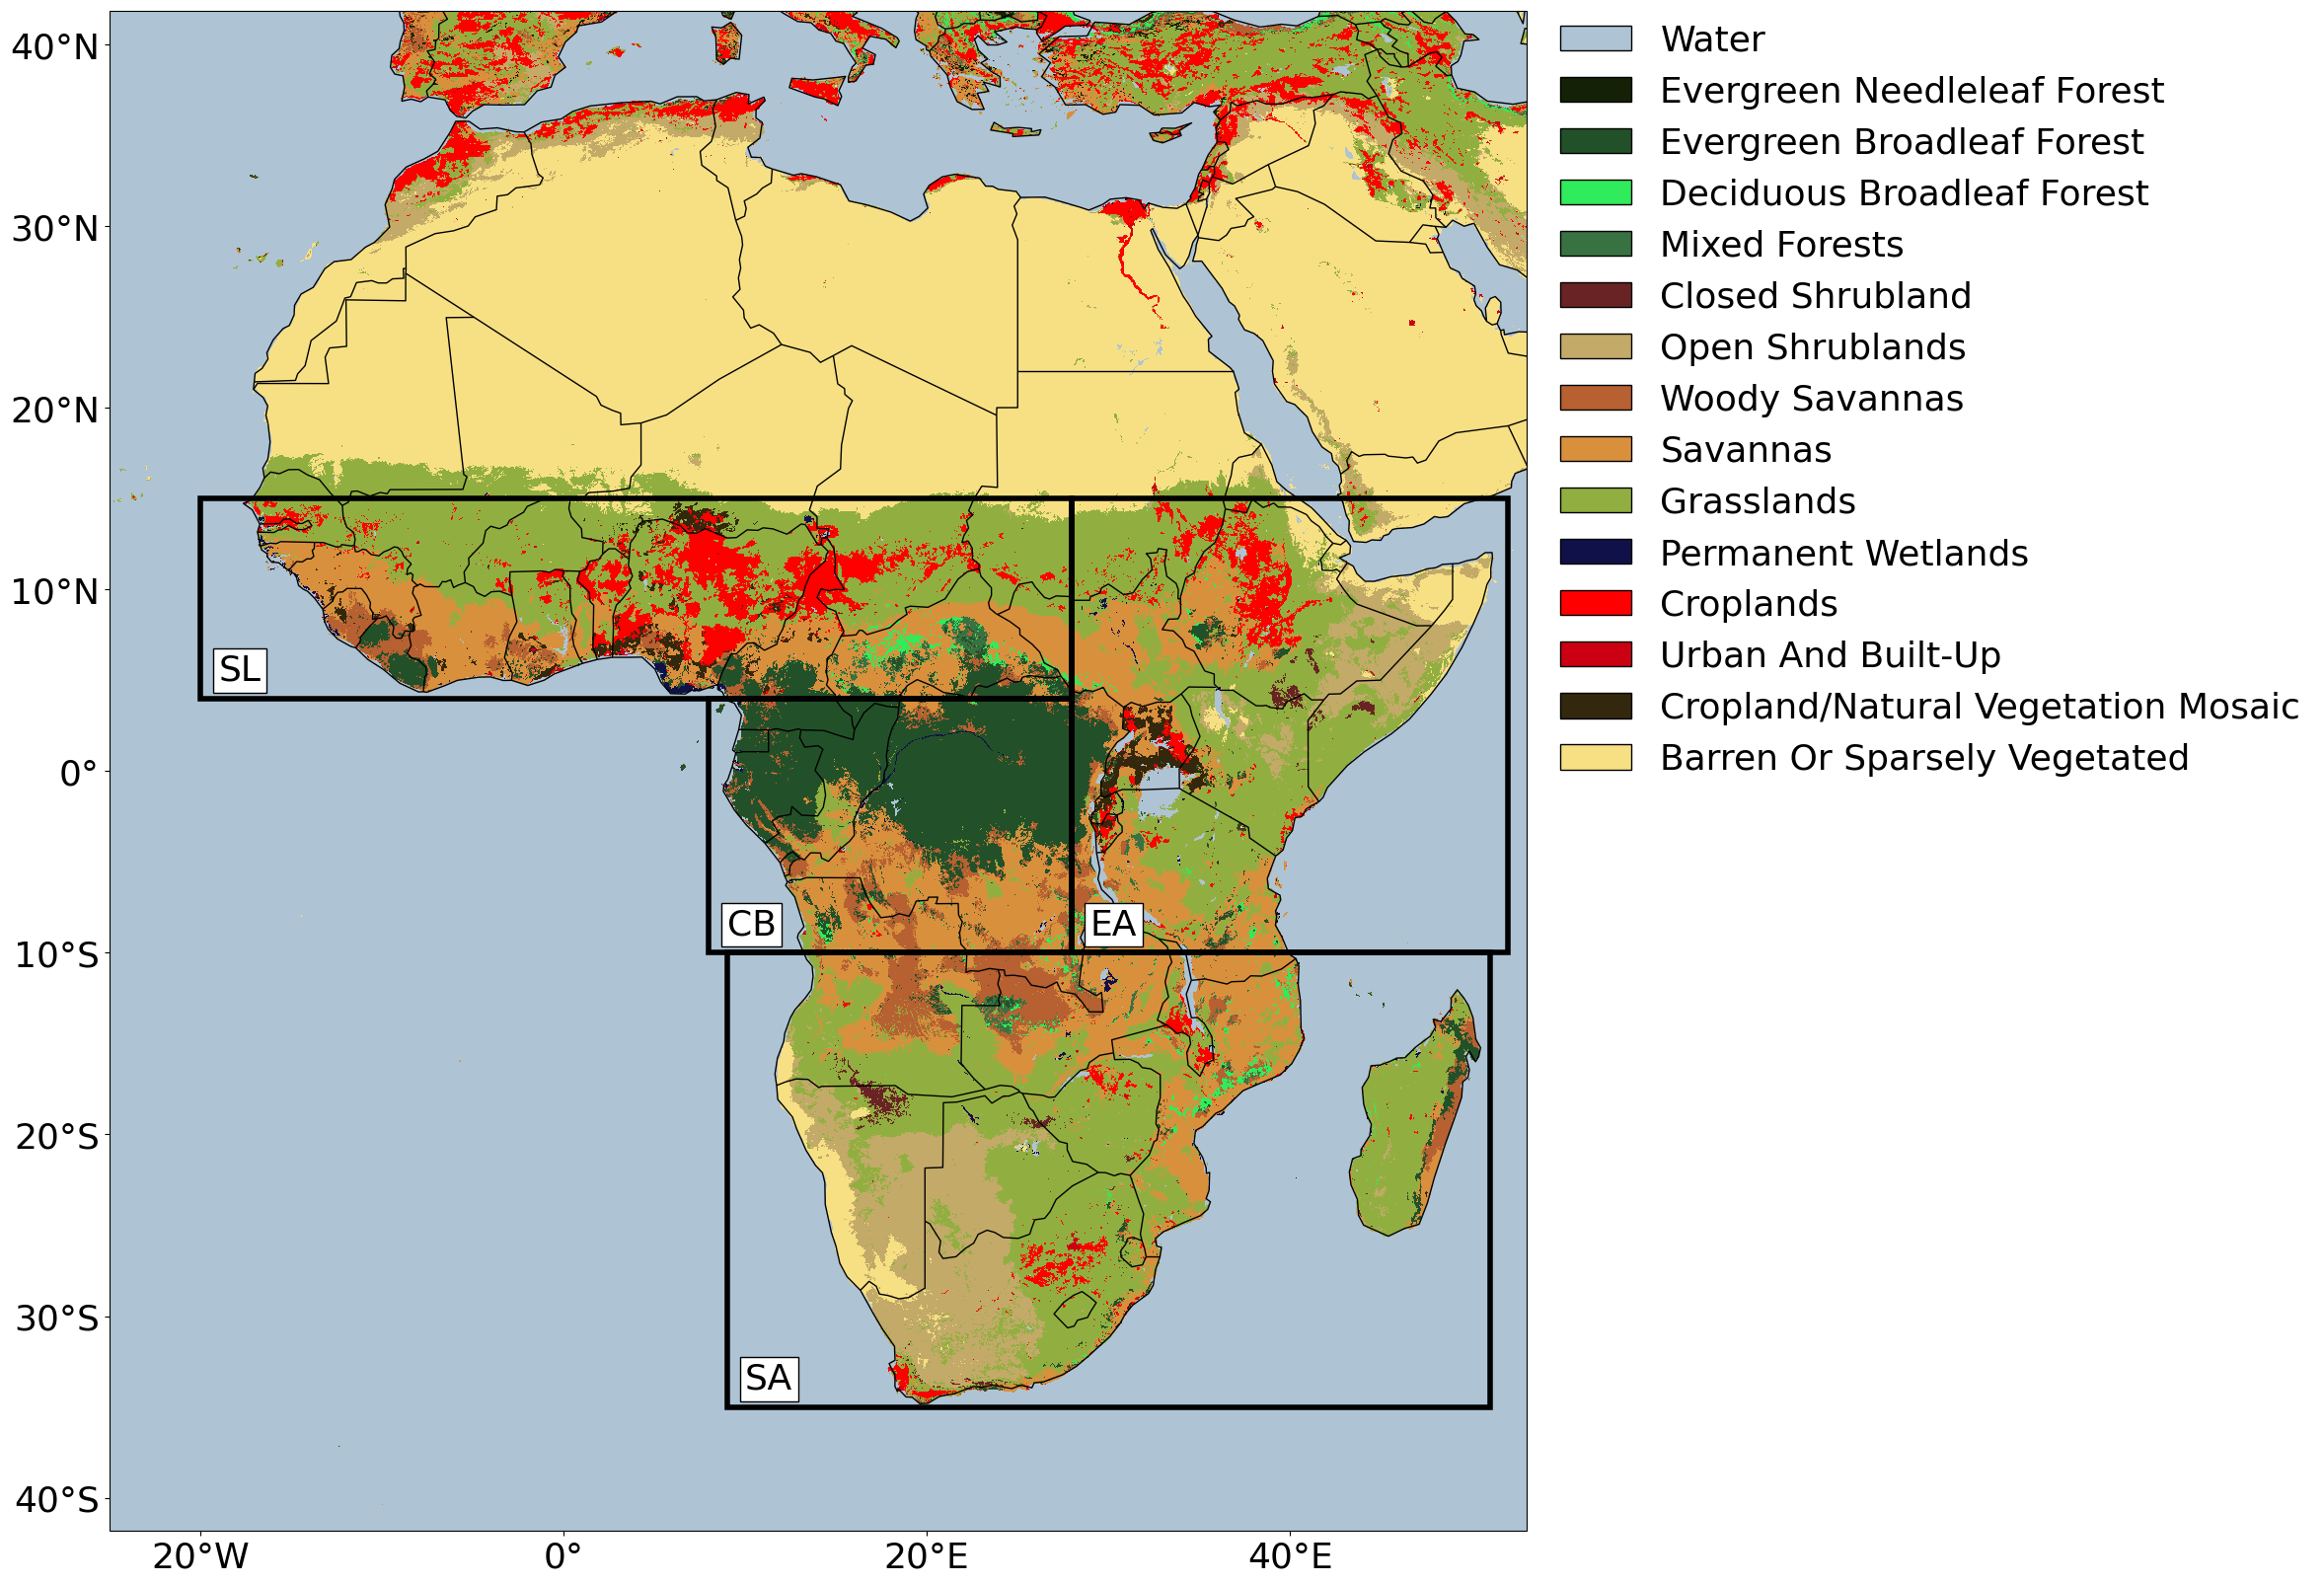 40°N
30°N
20°N
10°N
0°
10°S
20°S
30°S
40°S
20°W
0°
20°E
40°E
SL
CB
EA
SA
Water
Evergreen Needleleaf Forest
Evergreen Broadleaf Forest
Deciduous Broadleaf Forest
Mixed Forests
Closed Shrubland
Open Shrublands
Woody Savannas
Savannas
Grasslands
Permanent Wetlands
Croplands
Urban And Built-Up
Cropland/Natural Vegetation Mosaic
Barren Or Sparsely Vegetated